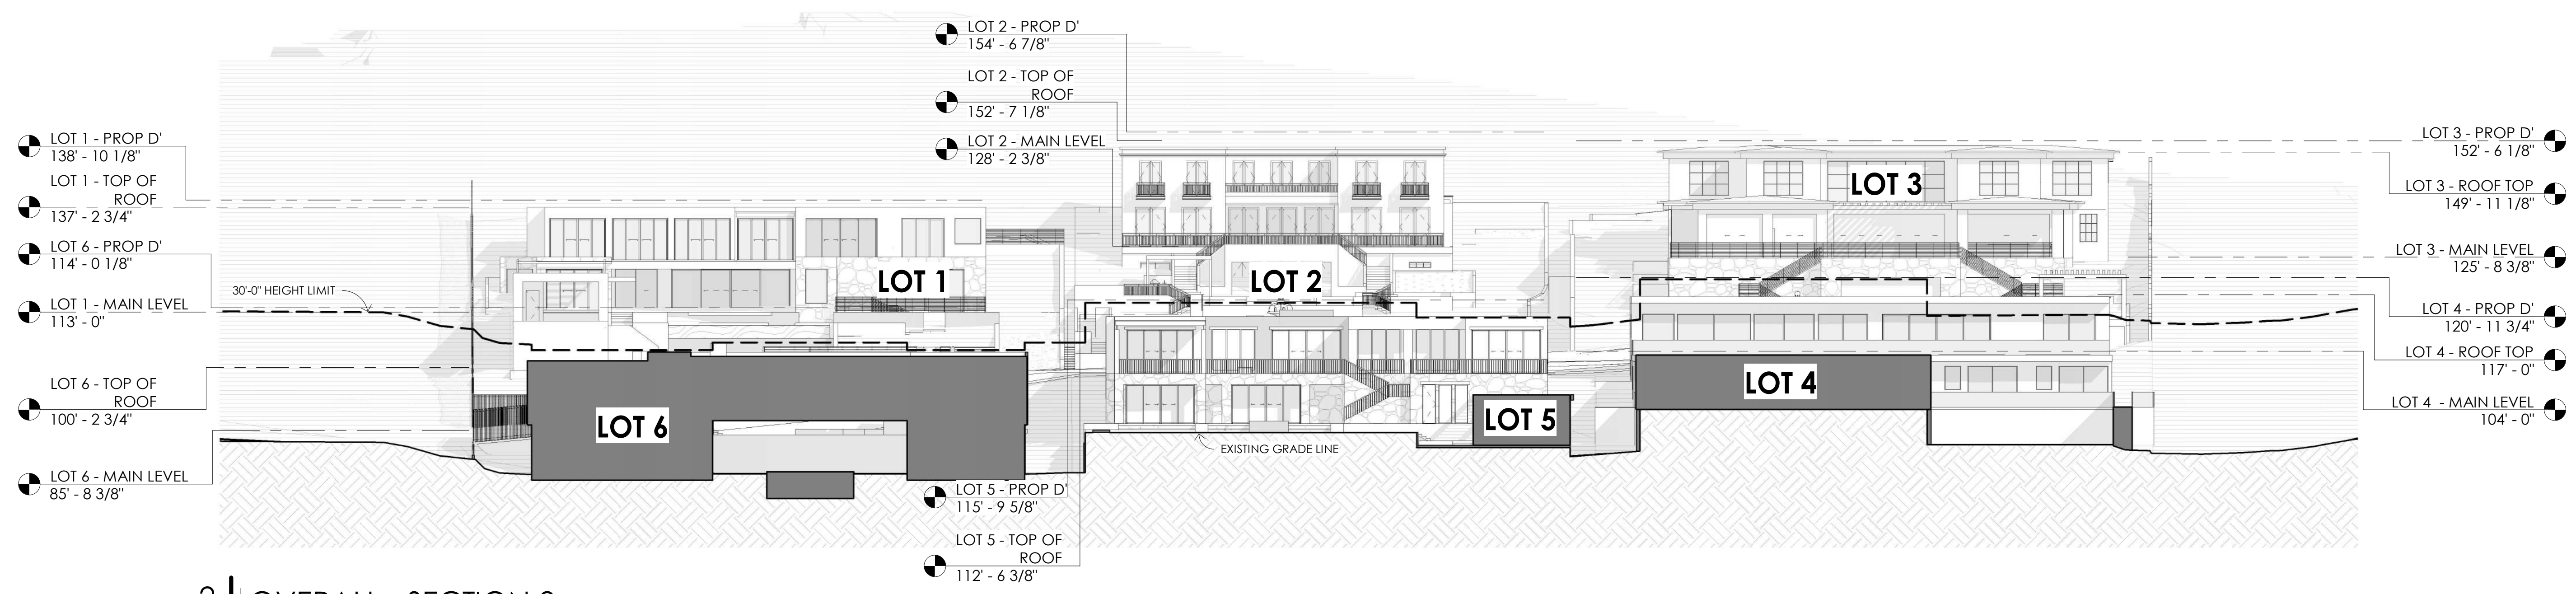 LOT 2 - PROP D'
154' - 6 7/8"
LOT 2 - TOP OF
ROOF
152' - 7 1/8"
LOT 2 - MAIN LEVEL
128' - 2 3/8"
LOT 1 - PROP D'
138' - 10 1/8"
LOT 1 - TOP OF
ROOF
137' - 2 3/4"
LOT 6 - PROP D'
114' - 0 1/8"
LOT 1 - MAIN LEVEL
113' - 0"
LOT 6 - TOP OF
ROOF
100' - 2 3/4"
LOT 6 - MAIN LEVEL
85' - 8 3/8"
30'-0" HEIGHT LIMIT
LOT 1
LOT 2
LOT 3
LOT 6
LOT 5
LOT 4
EXISTING GRADE LINE
LOT 5 - PROP D'
115' - 9 5/8"
LOT 5 - TOP OF
ROOF
112' - 6 3/8"
LOT 3 - PROP D'
152' - 6 1/8"
LOT 3 - ROOF TOP
149' - 11 1/8"
LOT 3 - MAIN LEVEL
125' - 8 3/8"
LOT 4 - PROP D'
120' - 11 3/4"
LOT 4 - ROOF TOP
117' - 0"
LOT 4 - MAIN LEVEL
104' - 0"